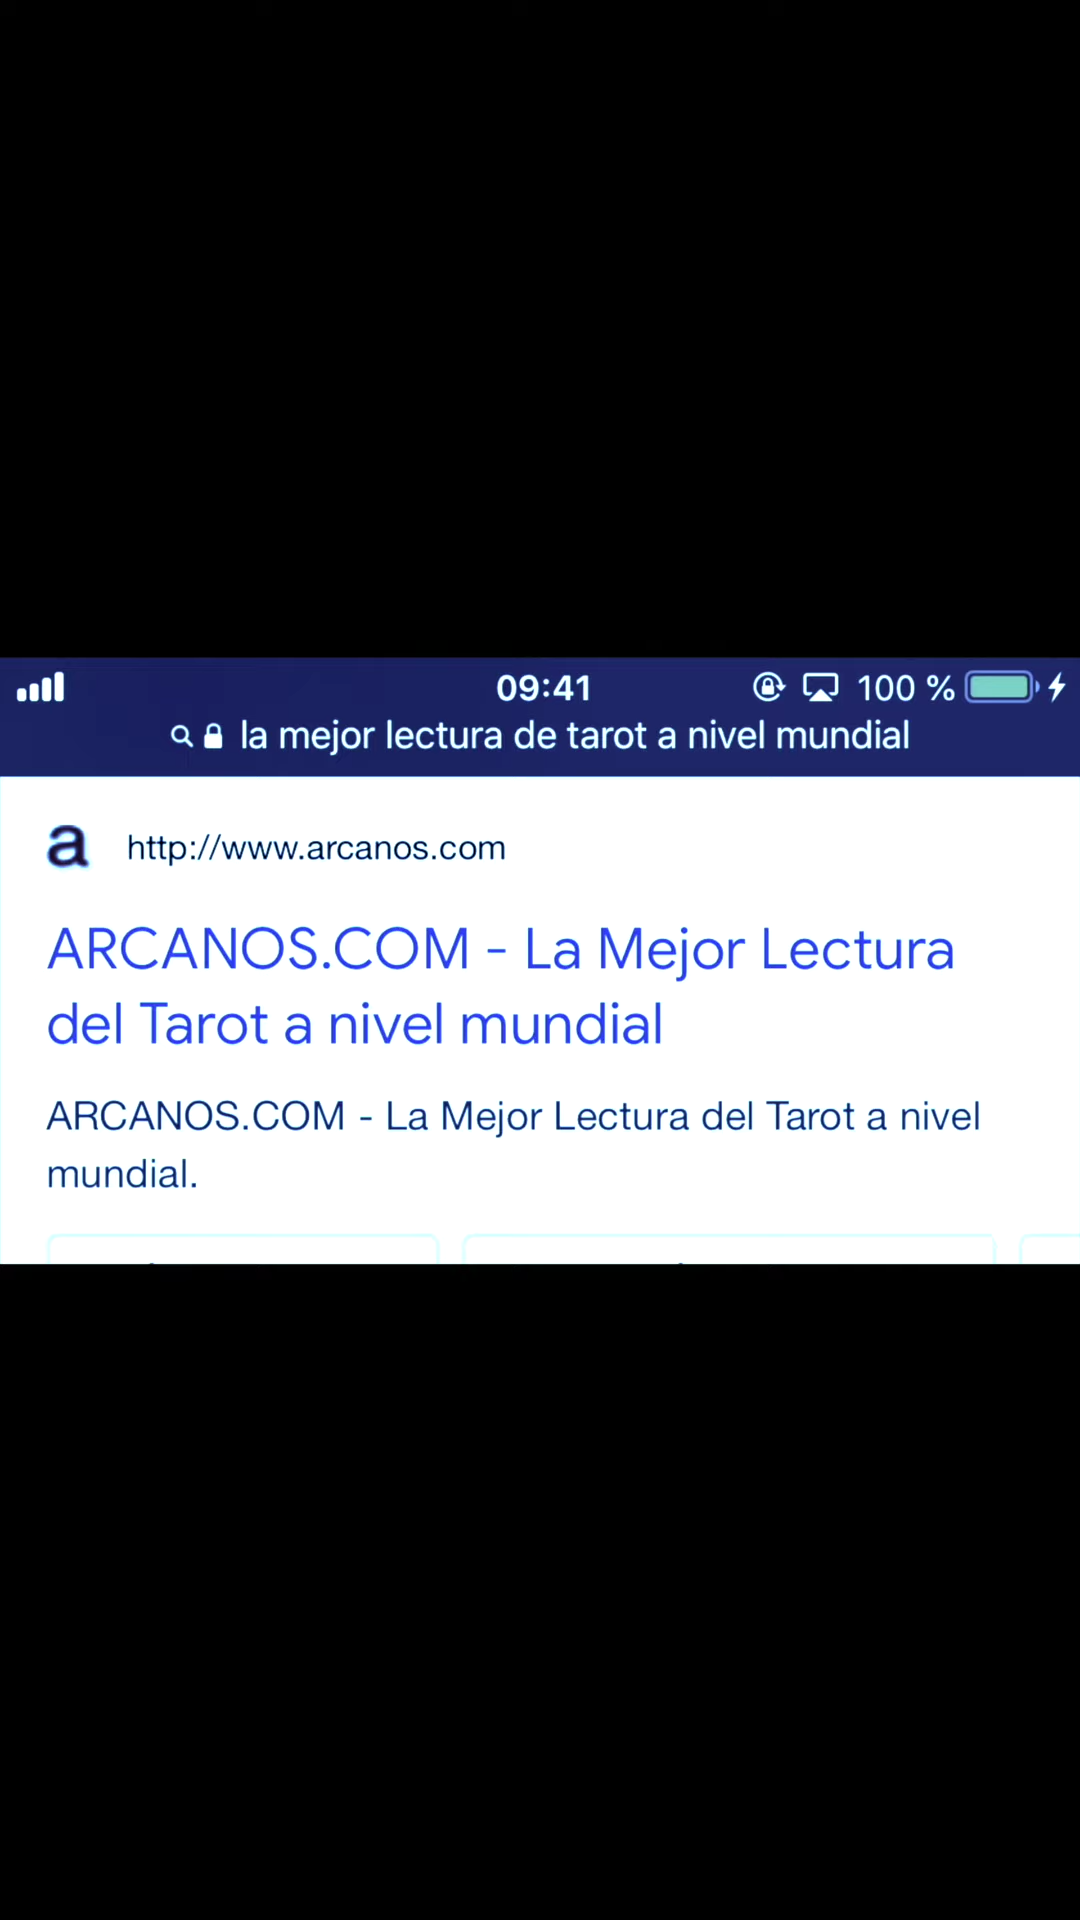 09:41
100 %
la mejor lectura de tarot a nivel mundial
a
http://www.arcanos.com
ARCANOS.COM - La Mejor Lectura
del Tarot a nivel mundial
ARCANOS.COM - La Mejor Lectura del Tarot a nivel
mundial.